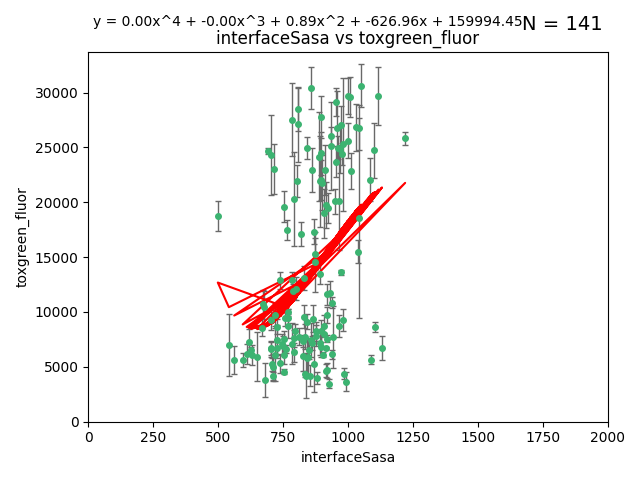 y = 0.00x^4 + -0.00x^3 + 0.89x^2 + -626.96x + 159994.45
N = 141
interfaceSasa vs toxgreen_fluor
toxgreen_fluor
30000
25000
20000
15000
10000
5000
0
0 250 500 750 1000 1250 1500 1750 2000
interfaceSasa